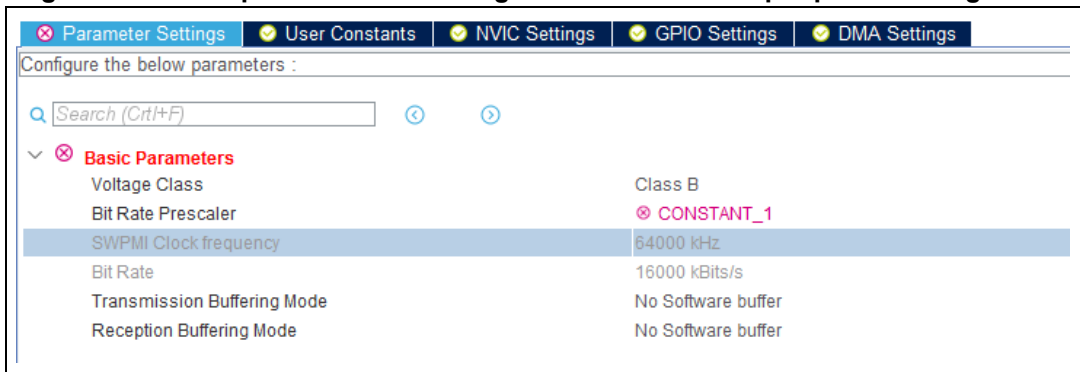 Parameter Settings User Constants NVIC Settings GPIO Settings DMA Settings
Configure the below parameters :
Search (Crtl+F)
Basic Parameters
Voltage Class Class B
Bit Rate Prescaler CONSTANT_1
SWPMI Clock frequency 64000 kHz
Bit Rate 16000 kBits/s
Transmission Buffering Mode No Software buffer
Reception Buffering Mode No Software buffer